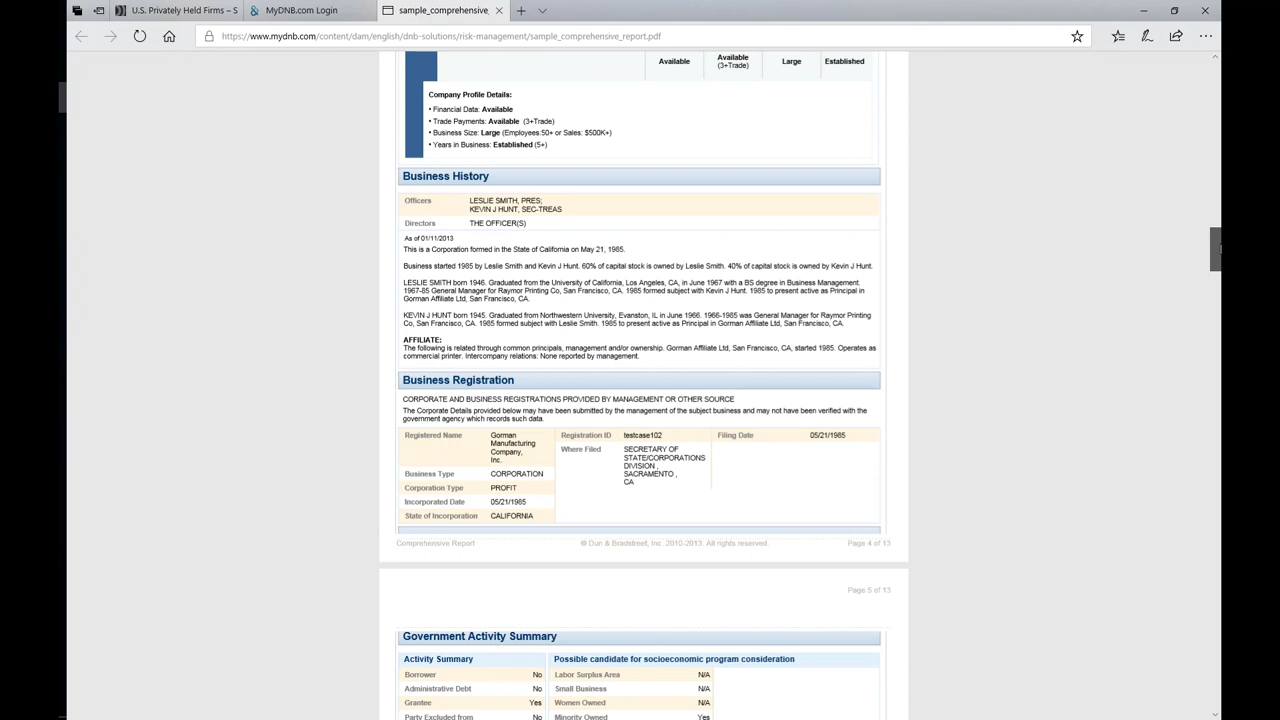 U.S. Privately Held Firms – S
MyDNB.com Login
sample_comprehensive_
https://www.mydnb.com/content/dam/english/dnb-solutions/risk-management/sample_comprehensive_report.pdf
Available
Available
(3+Trade)
Large
Established
Company Profile Details:
• Financial Data: Available
• Trade Payments: Available (3+Trade)
• Business Size: Large (Employees:50+ or Sales: $500K+)
• Years in Business: Established (5+)
Business History
Officers
LESLIE SMITH, PRES;
KEVIN J HUNT, SEC-TREAS
Directors
THE OFFICER(S)
As of 01/11/2013
This is a Corporation formed in the State of California on May 21, 1985.
Business started 1985 by Leslie Smith and Kevin J Hunt. 60% of capital stock is owned by Leslie Smith. 40% of capital stock is owned by Kevin J Hunt.
LESLIE SMITH born 1946. Graduated from the University of California, Los Angeles, CA, in June 1967 with a BS degree in Business Management.
1967-85 General Manager for Raymor Printing Co, San Francisco, CA. 1985 formed subject with Kevin J Hunt. 1985 to present active as Principal in
Gorman Affiliate Ltd, San Francisco, CA.
KEVIN J HUNT born 1945. Graduated from Northwestern University, Evanston, IL in June 1966. 1966-1985 was General Manager for Raymor Printing
Co, San Francisco, CA. 1985 formed subject with Leslie Smith. 1985 to present active as Principal in Gorman Affiliate Ltd, San Francisco, CA.
AFFILIATE:
The following is related through common principals, management and/or ownership. Gorman Affiliate Ltd, San Francisco, CA, started 1985. Operates as
commercial printer. Intercompany relations: None reported by management.
Business Registration
CORPORATE AND BUSINESS REGISTRATIONS PROVIDED BY MANAGEMENT OR OTHER SOURCE
The Corporate Details provided below may have been submitted by the management of the subject business and may not have been verified with the
government agency which records such data.
Registered Name
Gorman
Manufacturing
Company,
Inc.
Business Type
CORPORATION
Corporation Type
PROFIT
Incorporated Date
05/21/1985
State of Incorporation
CALIFORNIA
Registration ID
testcase102
Where Filed
SECRETARY OF
STATE/CORPORATIONS
DIVISION ,
SACRAMENTO ,
CA
Filing Date
05/21/1985
Comprehensive Report
© Dun & Bradstreet, Inc .2010-2013. All rights reserved.
Page 4 of 13
Page 5 of 13
Government Activity Summary
Activity Summary
Borrower
No
Administrative Debt
No
Grantee
Yes
Party Excluded from
No
Possible candidate for socioeconomic program consideration
Labor Surplus Area
N/A
Small Business
N/A
Women Owned
N/A
Minority Owned
Yes